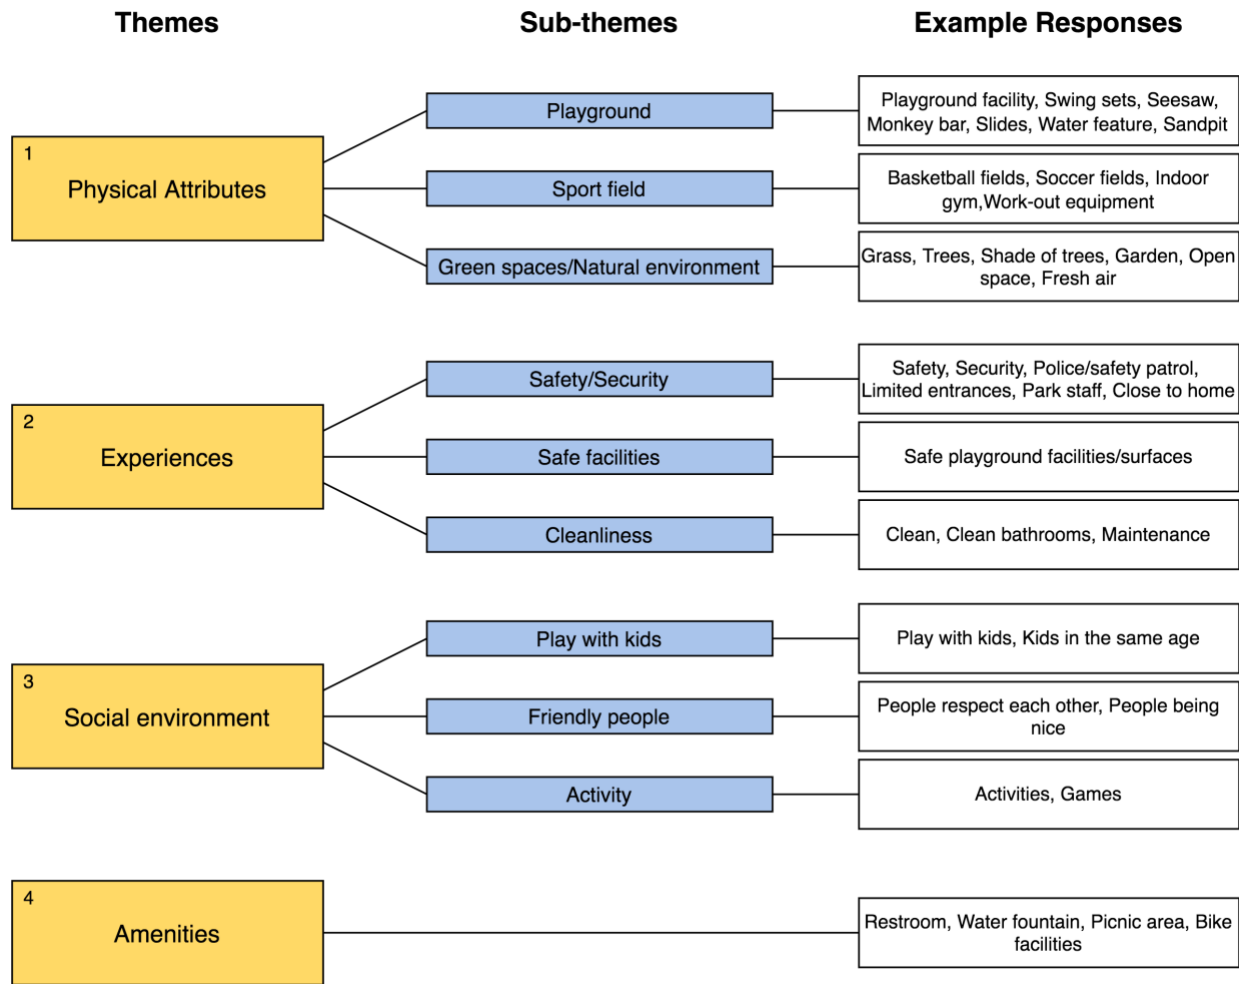 Themes
Sub-themes
Example Responses
1
Physical Attributes
Playground
Playground facility, Swing sets, Seesaw,
Monkey bar, Slides, Water feature, Sandpit
Sport field
Basketball fields, Soccer fields, Indoor
gym,Work-out equipment
Green spaces/Natural environment
Grass, Trees, Shade of trees, Garden, Open
space, Fresh air
2
Experiences
Safety/Security
Safety, Security, Police/safety patrol,
Limited entrances, Park staff, Close to home
Safe facilities
Safe playground facilities/surfaces
Cleanliness
Clean, Clean bathrooms, Maintenance
3
Social environment
Play with kids
Play with kids, Kids in the same age
Friendly people
People respect each other, People being
nice
Activity
Activities, Games
4
Amenities
Restroom, Water fountain, Picnic area, Bike
facilities